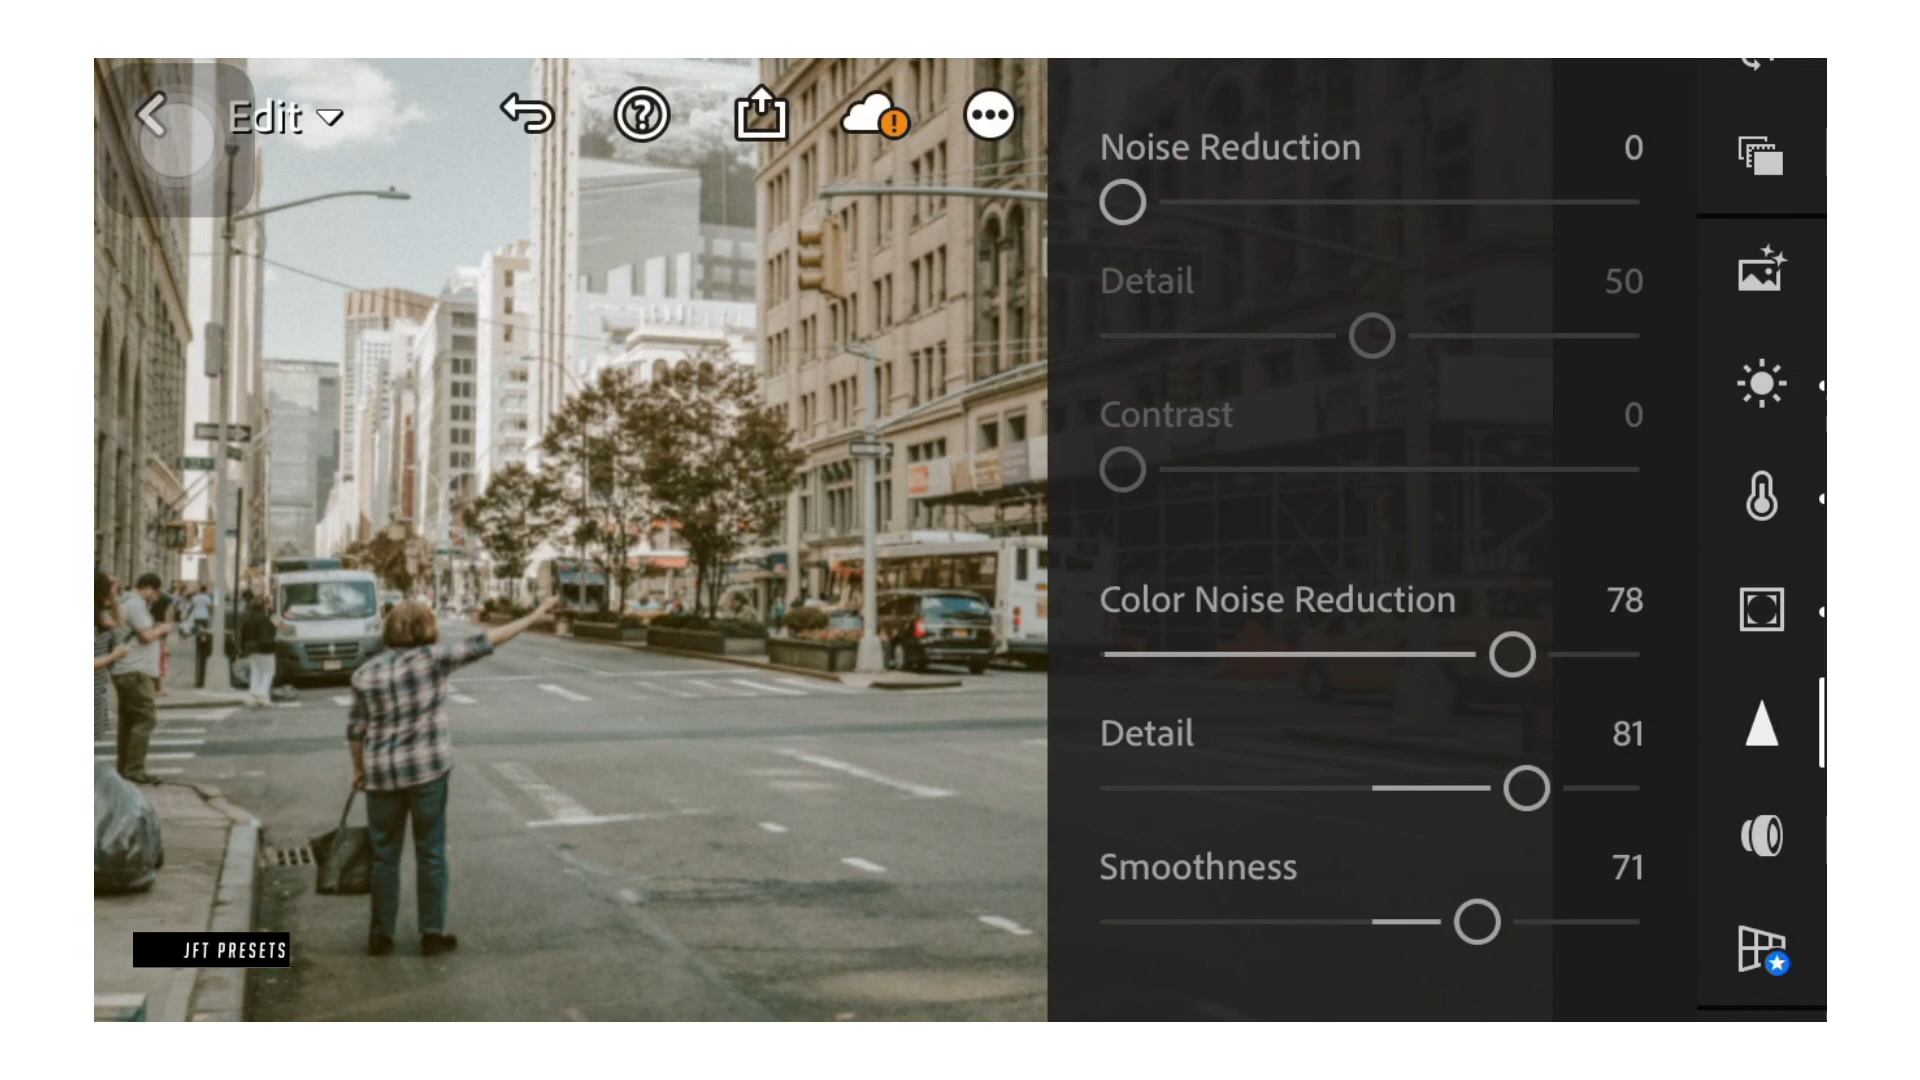 Edit
Noise Reduction 0
Detail 50
Contrast 0
Color Noise Reduction 78
Detail 81
Smoothness 71
JFT PRESETS